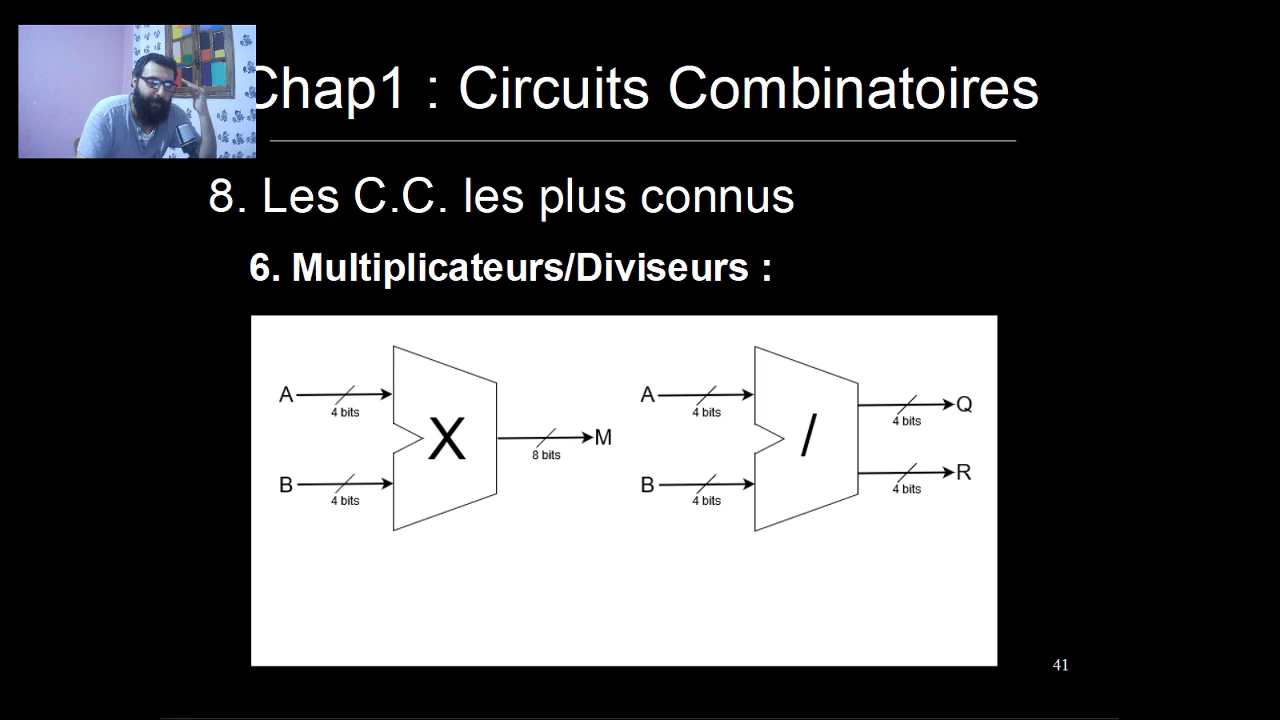 Chap1 : Circuits Combinatoires
8. Les C.C. les plus connus
6. Multiplicateurs/Diviseurs :
A 4 bits
B 4 bits
X
8 bits M
A 4 bits
B 4 bits
/
4 bits Q
4 bits R
41